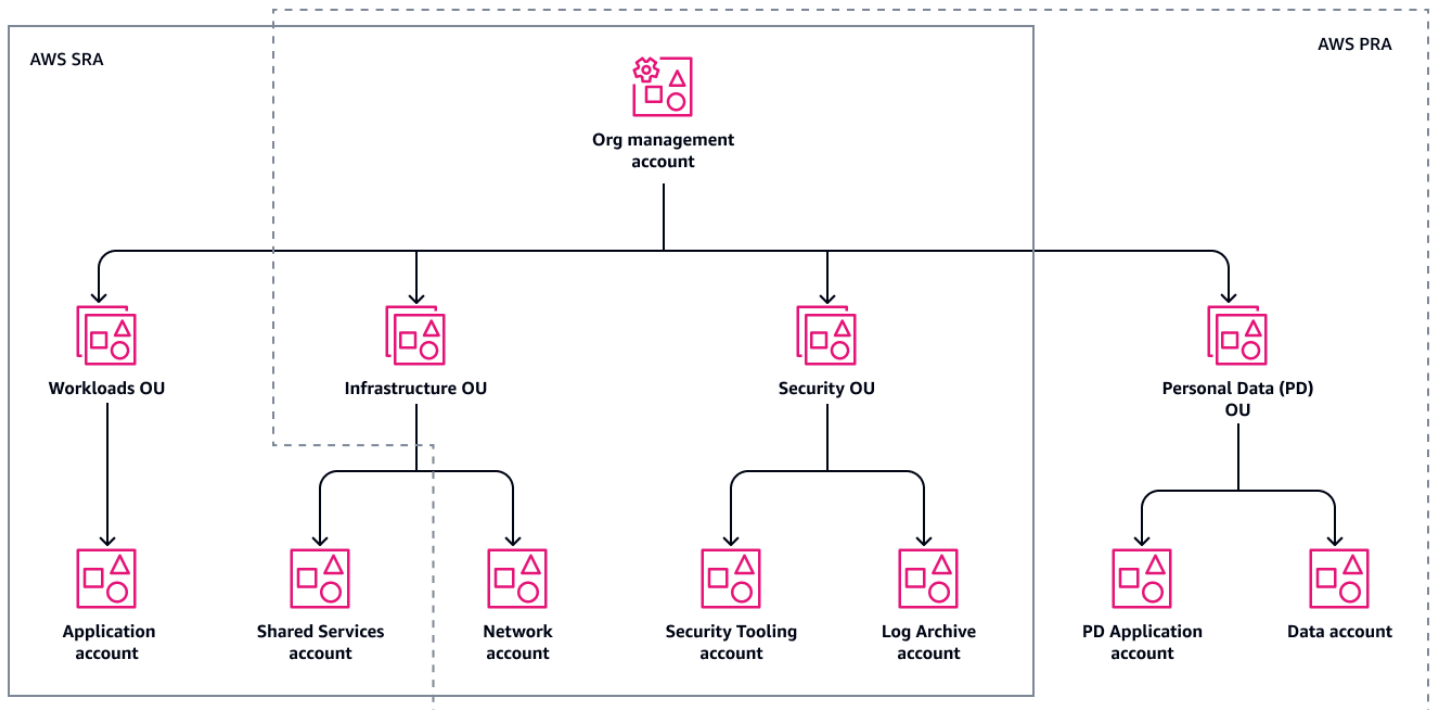 AWS SRA
AWS PRA
Org management
account
Workloads OU
Infrastructure OU
Security OU
Personal Data (PD)
OU
Application
account
Shared Services
account
Network
account
Security Tooling
account
Log Archive
account
PD Application
account
Data account